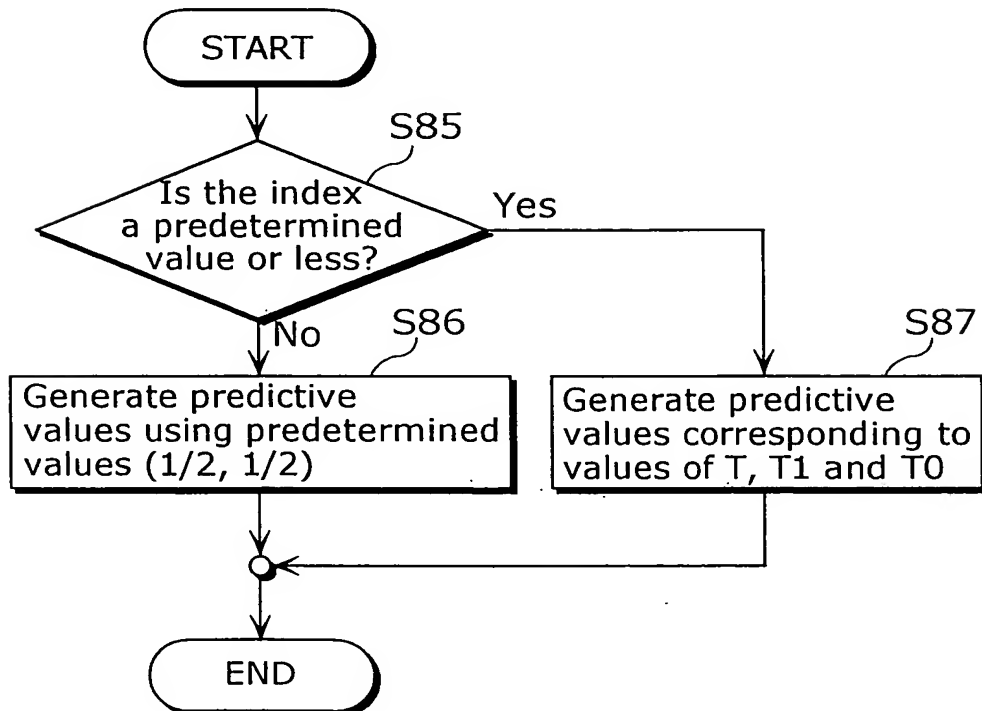 START
S85
Is the index
a predetermined
value or less?
Yes
No
S86
Generate predictive
values using predetermined
values (1/2, 1/2)
S87
Generate predictive
values corresponding to
values of T, T1 and T0
END